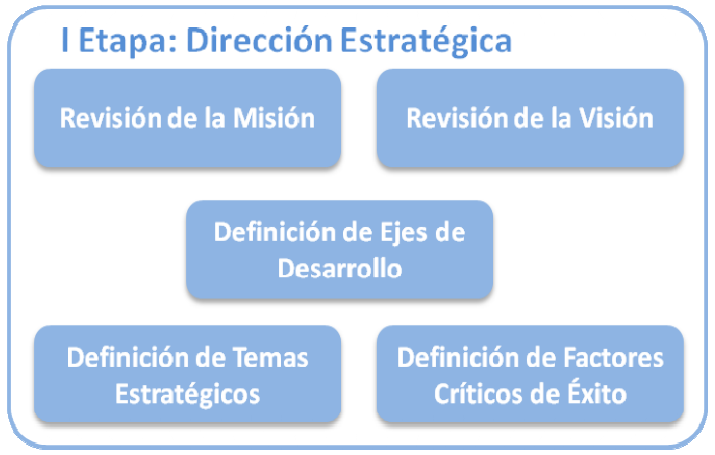 I Etapa: Dirección Estratégica
Revisión de la Misión
Revisión de la Visión
Definición de Ejes de
Desarrollo
Definición de Temas
Estratégicos
Definición de Factores
Críticos de Éxito